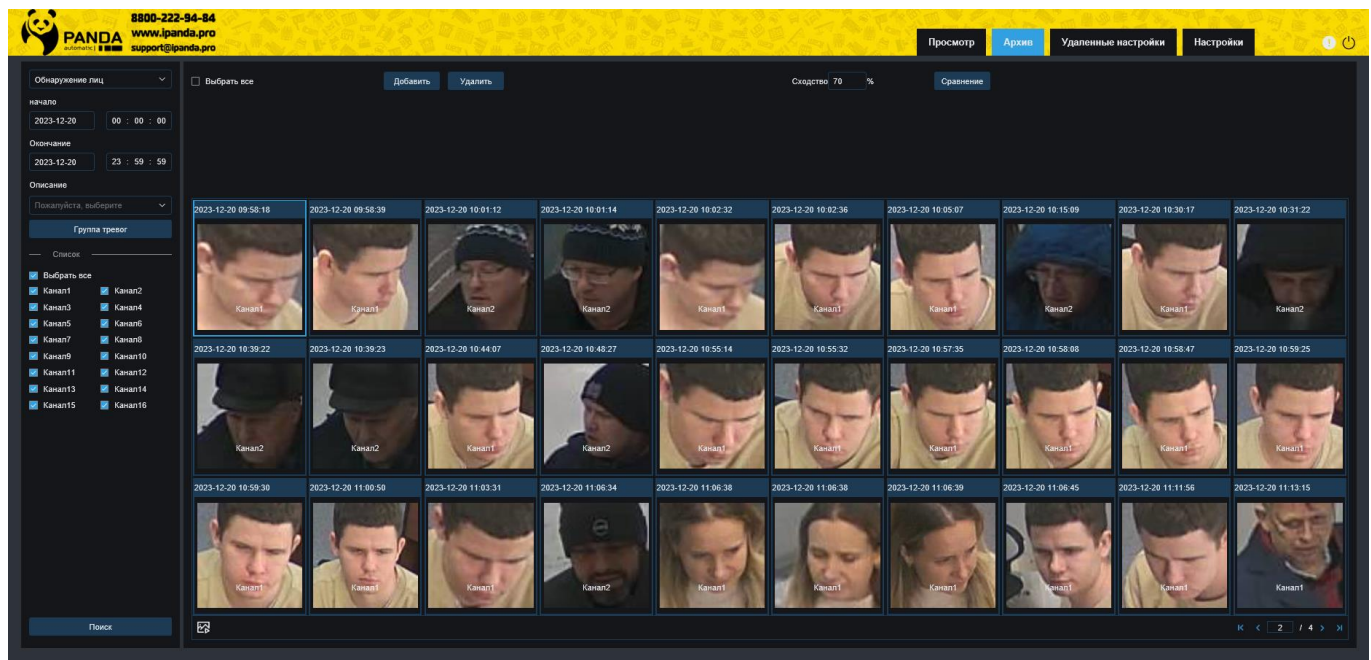 8800-222-94-84
PANDA www.ipanda.pro
automatic support@ipanda.pro
Просмотр Архив Удаленные настройки Настройки
Обнаружение лиц
Выбрать все Добавить Удалить Сходство 70 % Сравнение
начало
2023-12-20 00 : 00 : 00
Окончание
2023-12-20 23 : 59 : 59
Описание
Пожалуйста, выберите
Группа тревог
Список
Выбрать все
Канал1 Канал2
Канал3 Канал4
Канал5 Канал6
Канал7 Канал8
Канал9 Канал10
Канал11 Канал12
Канал13 Канал14
Канал15 Канал16
Поиск
2023-12-20 09:58:18 2023-12-20 09:58:39 2023-12-20 10:01:12 2023-12-20 10:01:14 2023-12-20 10:02:32 2023-12-20 10:02:36 2023-12-20 10:05:07 2023-12-20 10:15:09 2023-12-20 10:30:17 2023-12-20 10:31:22
Канал1 Канал1 Канал2 Канал2 Канал1 Канал1 Канал1 Канал2 Канал1 Канал2
2023-12-20 10:39:22 2023-12-20 10:39:23 2023-12-20 10:44:07 2023-12-20 10:48:27 2023-12-20 10:55:14 2023-12-20 10:55:32 2023-12-20 10:57:35 2023-12-20 10:58:08 2023-12-20 10:58:47 2023-12-20 10:59:25
Канал2 Канал2 Канал1 Канал2 Канал1 Канал1 Канал1 Канал1 Канал1 Канал1
2023-12-20 10:59:30 2023-12-20 11:00:50 2023-12-20 11:03:31 2023-12-20 11:06:34 2023-12-20 11:06:38 2023-12-20 11:06:38 2023-12-20 11:06:39 2023-12-20 11:06:45 2023-12-20 11:11:56 2023-12-20 11:13:15
Канал1 Канал1 Канал1 Канал2 Канал1 Канал1 Канал1 Канал1 Канал1 Канал1
2 / 4